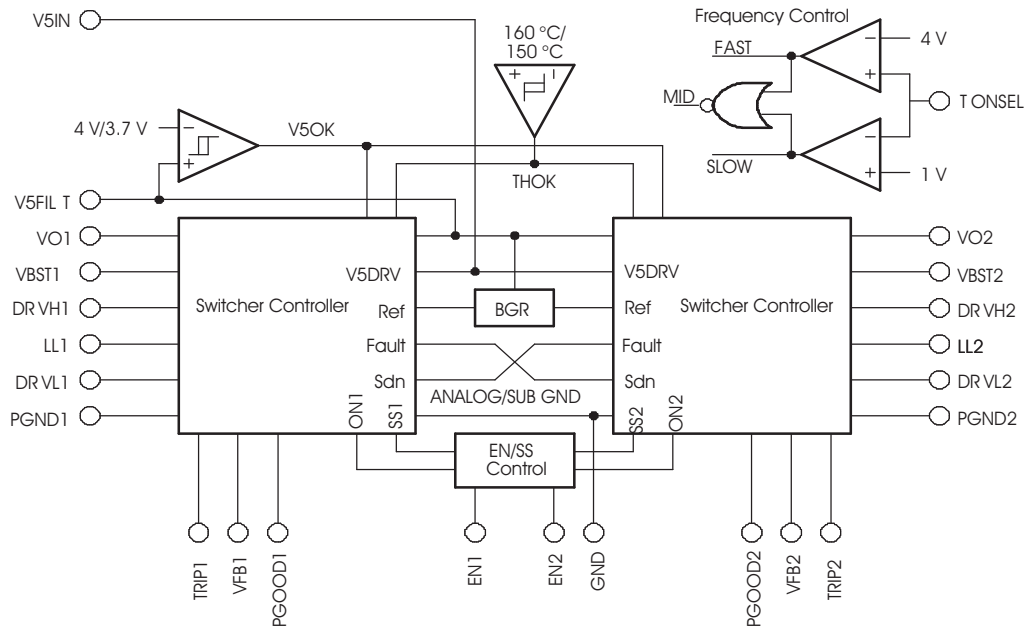 V5IN
160 °C/
150 °C
Frequency Control
FAST
4 V
MID
T ONSEL
SLOW
1 V
4 V/3.7 V
V5OK
THOK
V5FIL T
VO1
VBST1
DR VH1
LL1
DR VL1
PGND1
Switcher Controller
V5DRV
Ref
Fault
Sdn
ON1
SS1
BGR
ANALOG/SUB GND
EN/SS
Control
Switcher Controller
V5DRV
Ref
Fault
Sdn
SS2
ON2
VO2
VBST2
DR VH2
LL2
DR VL2
PGND2
TRIP1
VFB1
PGOOD1
EN1
EN2
GND
PGOOD2
VFB2
TRIP2